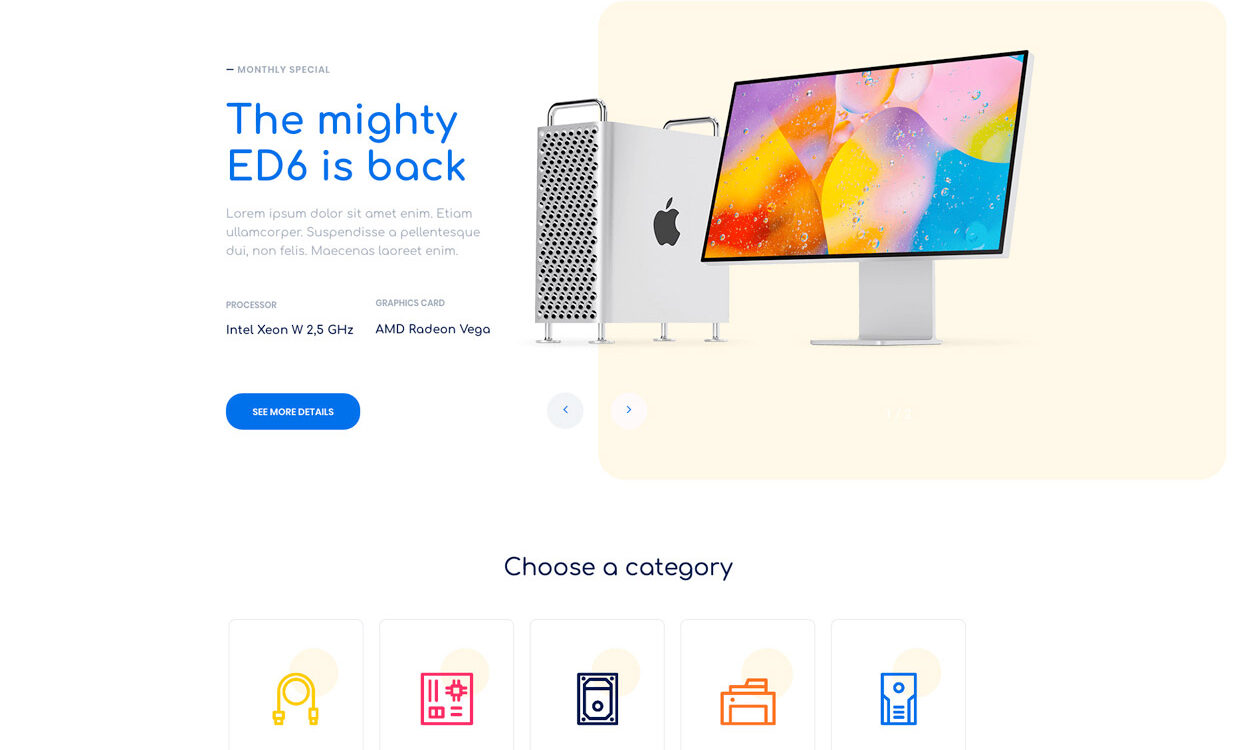 — MONTHLY SPECIAL
The mighty
ED6 is back
Lorem ipsum dolor sit amet enim. Etiam
ullamcorper. Suspendisse a pellentesque
dui, non felis. Maecenas laoreet enim.
PROCESSOR
Intel Xeon W 2,5 GHz
GRAPHICS CARD
AMD Radeon Vega
SEE MORE DETAILS
1 / 2
Choose a category